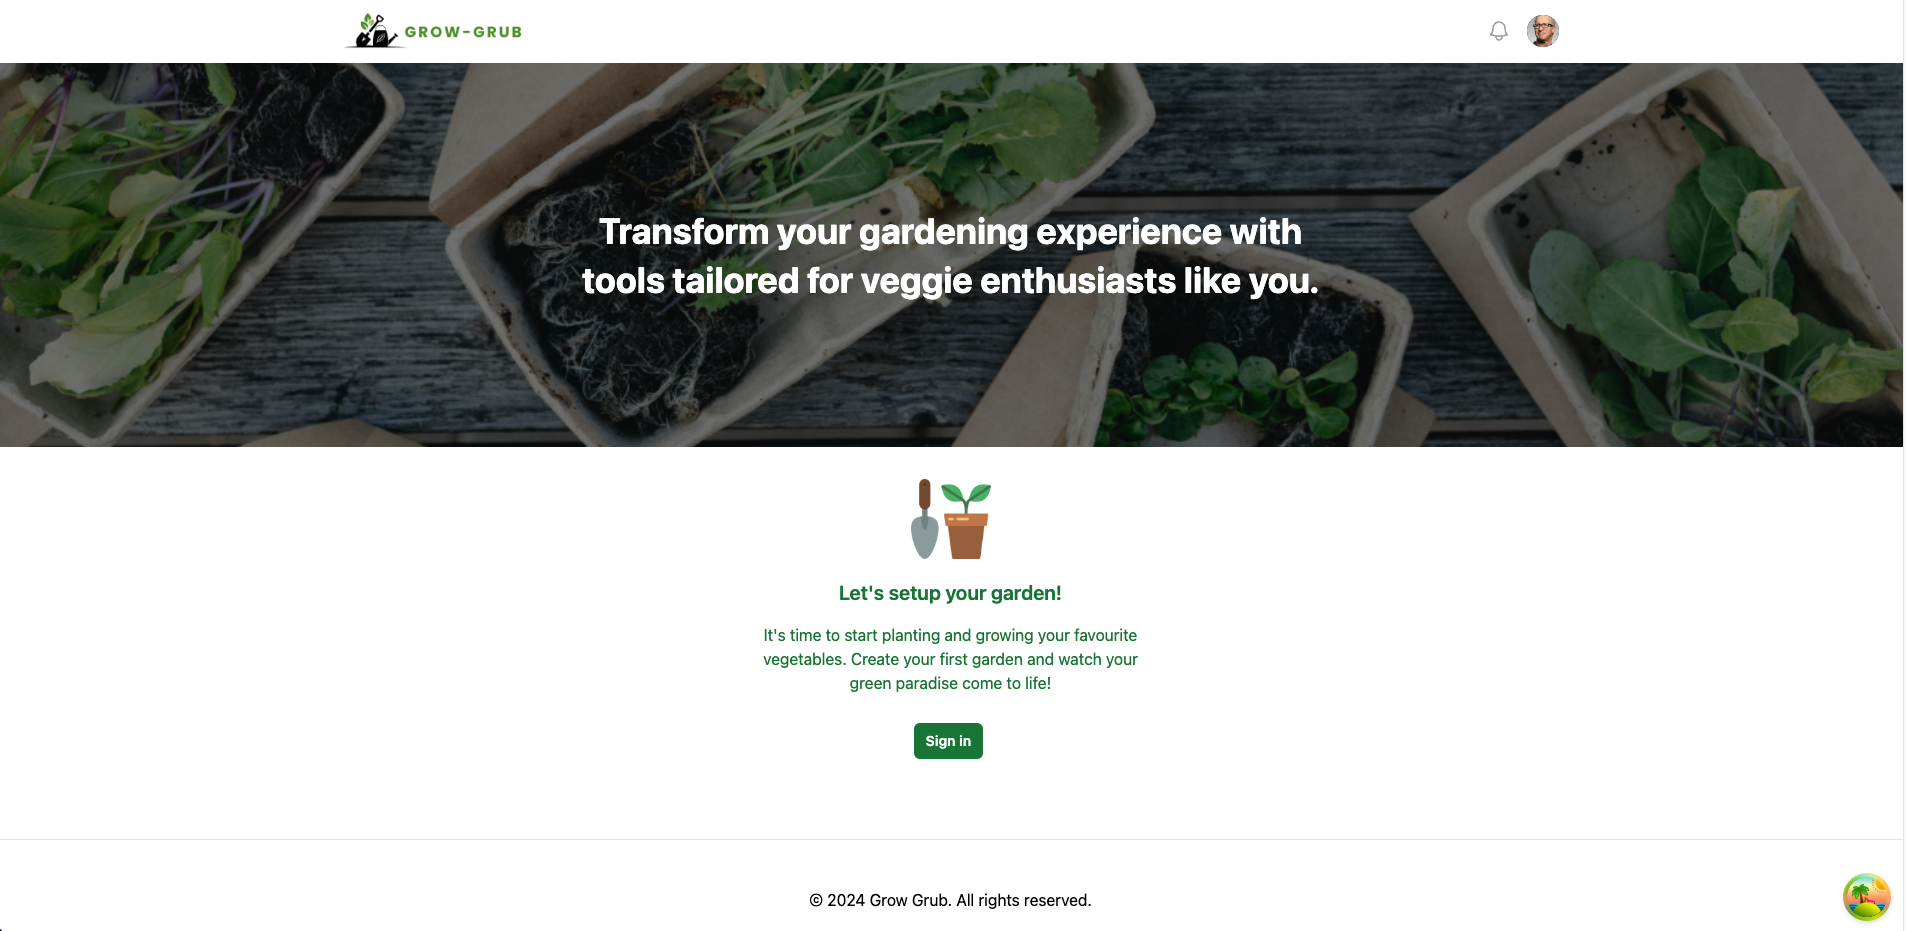 GROW-GRUB
Transform your gardening experience with
tools tailored for veggie enthusiasts like you.
Let's setup your garden!
It's time to start planting and growing your favourite
vegetables. Create your first garden and watch your
green paradise come to life!
Sign in
© 2024 Grow Grub. All rights reserved.